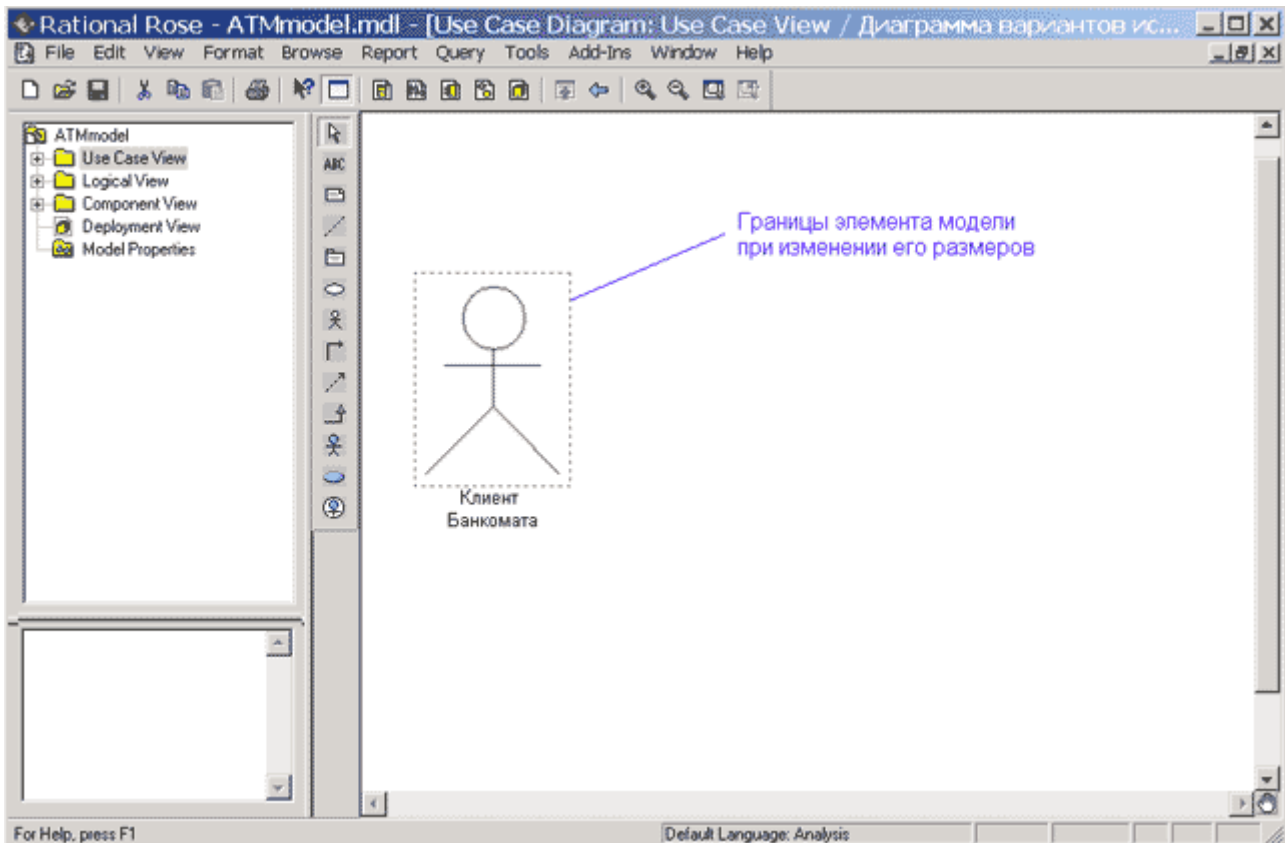 Rational Rose - ATMmodel.mdl - [Use Case Diagram: Use Case View / Диаграмма вариантов ис...
File Edit View Format Browse Report Query Tools Add-Ins Window Help
ATMmodel
Use Case View
Logical View
Component View
Deployment View
Model Properties
ABC
Границы элемента модели
при изменении его размеров
Клиент
Банкомата
For Help, press F1
Default Language: Analysis